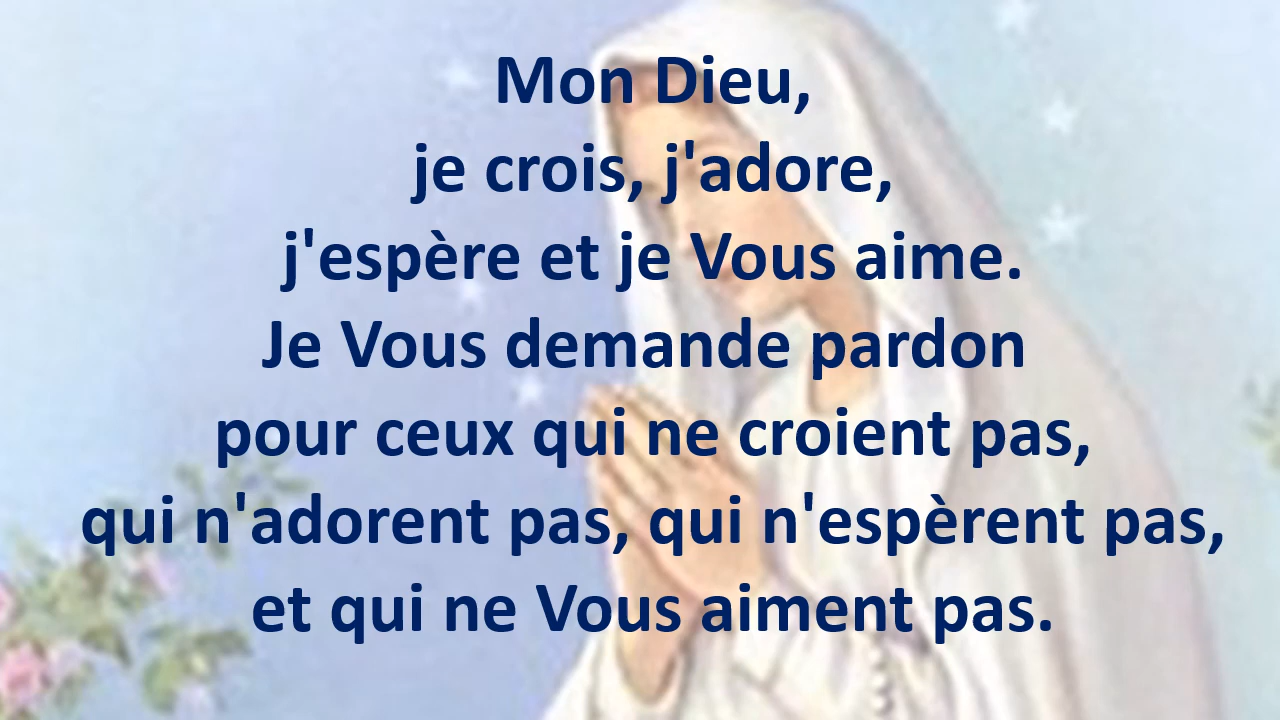 Mon Dieu,
je crois, j'adore,
j'espère et je Vous aime.
Je Vous demande pardon
pour ceux qui ne croient pas,
qui n'adorent pas, qui n'espèrent pas,
et qui ne Vous aiment pas.